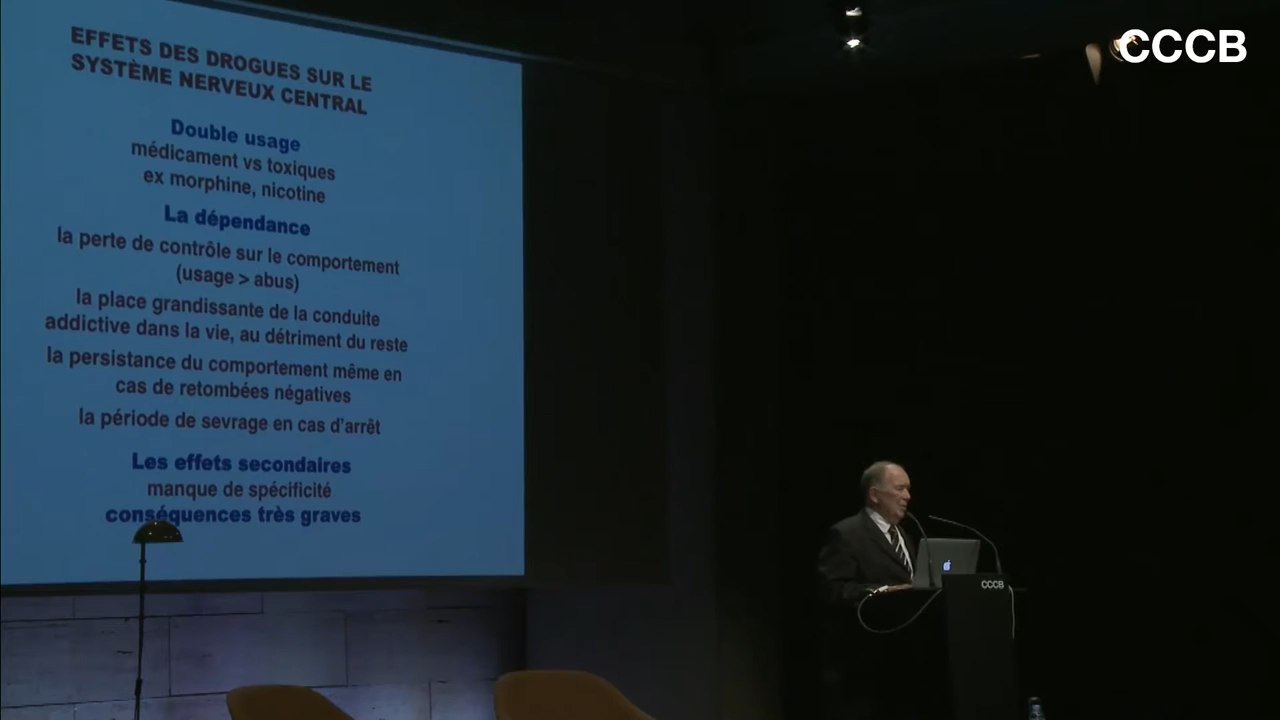 EFFETS DES DROGUES SUR LE
SYSTÈME NERVEUX CENTRAL
Double usage
médicament vs toxiques
ex morphine, nicotine
La dépendance
la perte de contrôle sur le comportement
(usage > abus)
la place grandissante de la conduite
addictive dans la vie, au détriment du reste
la persistance du comportement même en
cas de retombées négatives
la période de sevrage en cas d'arrêt
Les effets secondaires
manque de spécificité
conséquences très graves
CCCB
CCCB